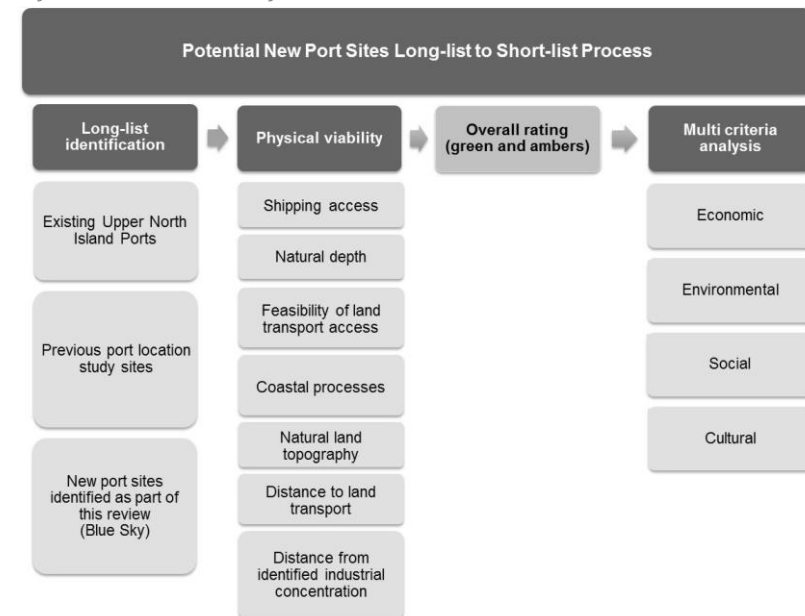 Potential New Port Sites Long-list to Short-list Process
Long-list
identification
Physical viability
Overall rating
(green and ambers)
Multi criteria
analysis
Existing Upper North
Island Ports
Previous port location
study sites
New port sites
identified as part of
this review
(Blue Sky)
Shipping access
Natural depth
Feasibility of land
transport access
Coastal processes
Natural land
topography
Distance to land
transport
Distance from
identified industrial
concentration
Economic
Environmental
Social
Cultural